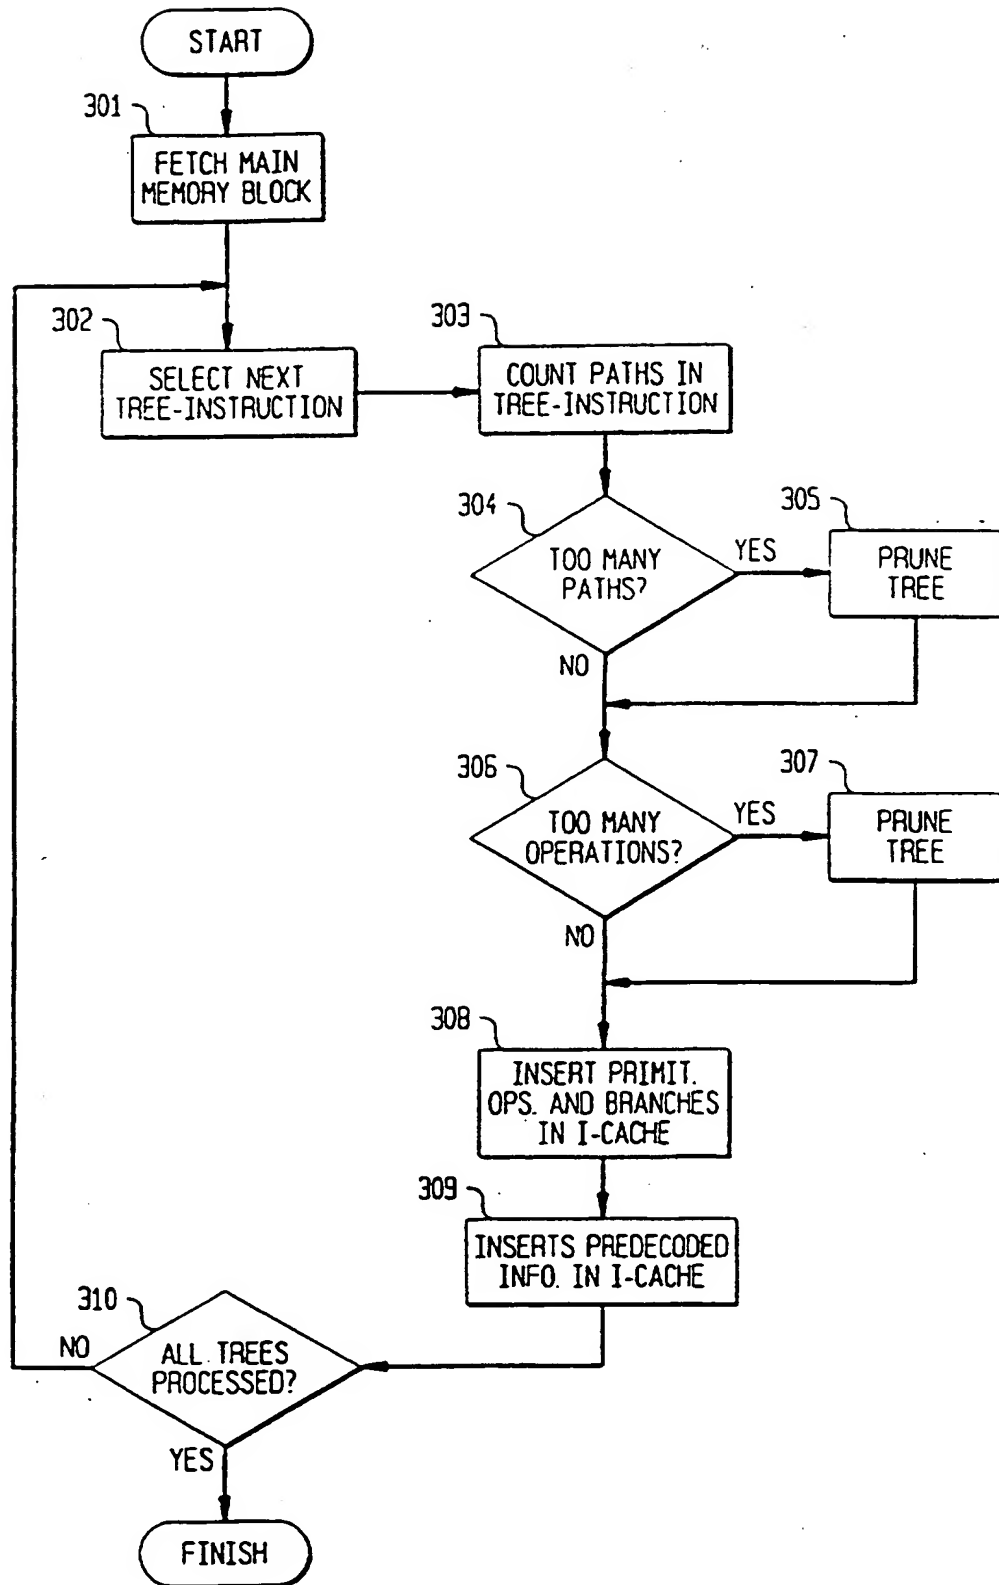 START
301
FETCH MAIN
MEMORY BLOCK
302
SELECT NEXT
TREE-INSTRUCTION
303
COUNT PATHS IN
TREE-INSTRUCTION
304
TOO MANY
PATHS?
YES
NO
305
PRUNE
TREE
306
TOO MANY
OPERATIONS?
YES
NO
307
PRUNE
TREE
308
INSERT PRIMIT.
OPS. AND BRANCHES
IN I-CACHE
309
INSERTS PREDECODED
INFO. IN I-CACHE
310
ALL TREES
PROCESSED?
NO
YES
FINISH